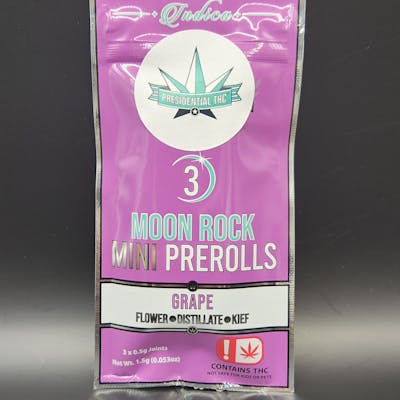 Indica
PRESIDENTIAL THC
3
MOON ROCK
MINI PREROLLS
GRAPE
FLOWER DISTILLATE KIEF
3 x 0.5g Joints
Net Wt. 1.5g (0.053oz)
!
CONTAINS THC
NOT SAFE FOR KIDS OR PETS